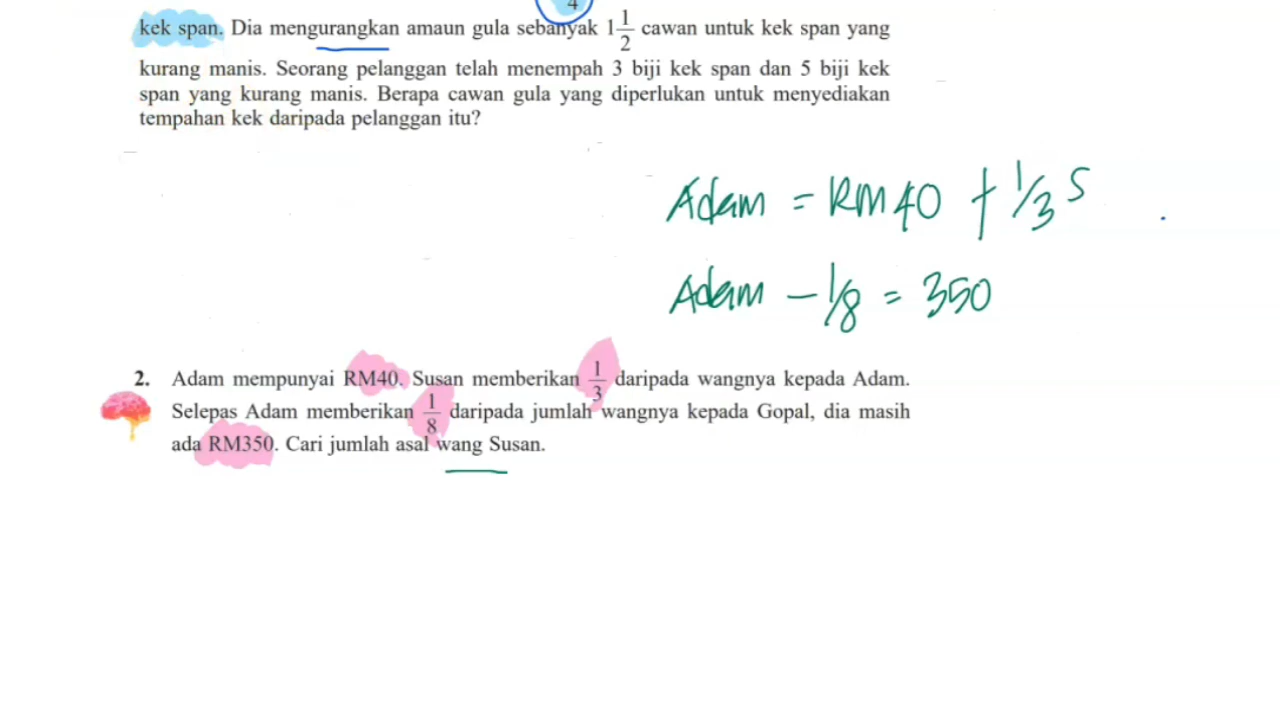 4
kek span. Dia mengurangkan amaun gula sebanyak 1 1/2 cawan untuk kek span yang
kurang manis. Seorang pelanggan telah menempah 3 biji kek span dan 5 biji kek
span yang kurang manis. Berapa cawan gula yang diperlukan untuk menyediakan
tempahan kek daripada pelanggan itu?
Adam = RM40 + 1/3 S
Adam - 1/8 = 350
2. Adam mempunyai RM40. Susan memberikan 1/3 daripada wangnya kepada Adam.
Selepas Adam memberikan 1/8 daripada jumlah wangnya kepada Gopal, dia masih
ada RM350. Cari jumlah asal wang Susan.